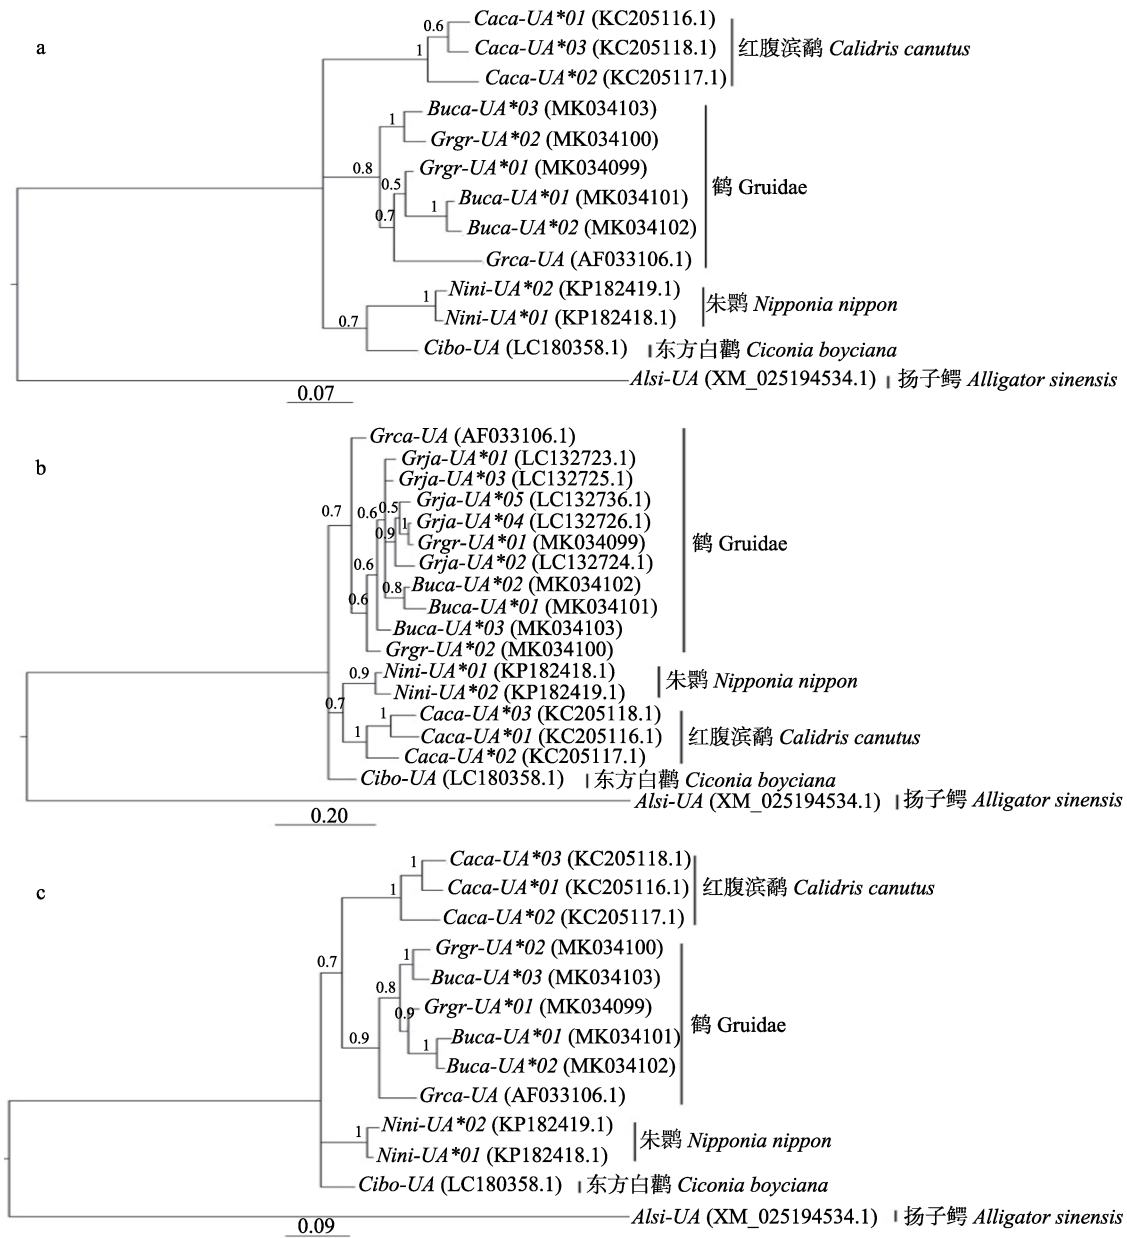 a
0.6
Caca-UA*01 (KC205116.1)
1
Caca-UA*03 (KC205118.1)
红腹滨鹬 Calidris canutus
Caca-UA*02 (KC205117.1)
Buca-UA*03 (MK034103)
1
Grgr-UA*02 (MK034100)
0.8
Grgr-UA*01 (MK034099)
0.5
鹤 Gruidae
Buca-UA*01 (MK034101)
1
0.7
Buca-UA*02 (MK034102)
Grca-UA (AF033106.1)
Nini-UA*02 (KP182419.1)
1
朱鹮 Nipponia nippon
Nini-UA*01 (KP182418.1)
0.7
Cibo-UA (LC180358.1)
东方白鹳 Ciconia boyciana
Alsi-UA (XM_025194534.1)
扬子鳄 Alligator sinensis
0.07
b
Grca-UA (AF033106.1)
Grja-UA*01 (LC132723.1)
Grja-UA*03 (LC132725.1)
Grja-UA*05 (LC132736.1)
0.7
0.6
0.5
1
Grja-UA*04 (LC132726.1)
0.9
Grgr-UA*01 (MK034099)
鹤 Gruidae
0.6
Grja-UA*02 (LC132724.1)
0.8
Buca-UA*02 (MK034102)
0.6
Buca-UA*01 (MK034101)
Buca-UA*03 (MK034103)
Grgr-UA*02 (MK034100)
0.9
Nini-UA*01 (KP182418.1)
朱鹮 Nipponia nippon
Nini-UA*02 (KP182419.1)
0.7
1
Caca-UA*03 (KC205118.1)
1
Caca-UA*01 (KC205116.1)
红腹滨鹬 Calidris canutus
Caca-UA*02 (KC205117.1)
Cibo-UA (LC180358.1)
东方白鹳 Ciconia boyciana
Alsi-UA (XM_025194534.1)
扬子鳄 Alligator sinensis
0.20
c
1
Caca-UA*03 (KC205118.1)
1
Caca-UA*01 (KC205116.1)
红腹滨鹬 Calidris canutus
Caca-UA*02 (KC205117.1)
0.7
1
Grgr-UA*02 (MK034100)
Buca-UA*03 (MK034103)
0.8
0.9
Grgr-UA*01 (MK034099)
鹤 Gruidae
0.9
1
Buca-UA*01 (MK034101)
Buca-UA*02 (MK034102)
Grca-UA (AF033106.1)
1
Nini-UA*02 (KP182419.1)
朱鹮 Nipponia nippon
Nini-UA*01 (KP182418.1)
Cibo-UA (LC180358.1)
东方白鹳 Ciconia boyciana
Alsi-UA (XM_025194534.1)
扬子鳄 Alligator sinensis
0.09